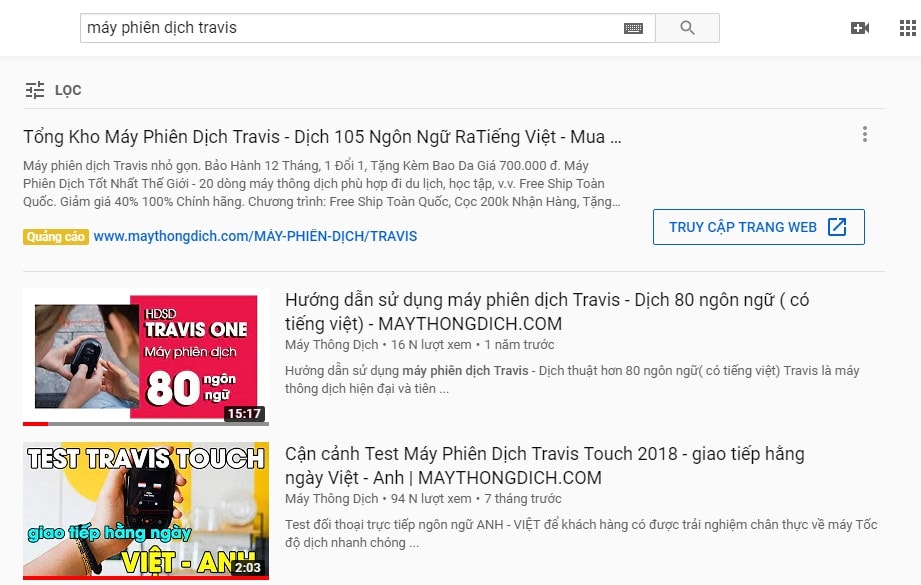 máy phiên dịch travis
LỌC
Tổng Kho Máy Phiên Dịch Travis - Dịch 105 Ngôn Ngữ RaTiếng Việt - Mua ...
Máy phiên dịch Travis nhỏ gọn. Bảo Hành 12 Tháng, 1 Đổi 1, Tặng Kèm Bao Da Giá 700.000 đ. Máy
Phiên Dịch Tốt Nhất Thế Giới - 20 dòng máy thông dịch phù hợp đi du lịch, học tập, v.v. Free Ship Toàn
Quốc. Giảm giá 40% 100% Chính hãng. Chương trình: Free Ship Toàn Quốc, Cọc 200k Nhận Hàng, Tặng...
Quảng cáo www.maythongdich.com/MÁY-PHIÊN-DỊCH/TRAVIS
TRUY CẬP TRANG WEB
HDSD
TRAVIS ONE
Máy phiên dịch
80 ngôn
ngữ
15:17
Hướng dẫn sử dụng máy phiên dịch Travis - Dịch 80 ngôn ngữ ( có
tiếng việt) - MAYTHONGDICH.COM
Máy Thông Dịch • 16 N lượt xem • 1 năm trước
Hướng dẫn sử dụng máy phiên dịch Travis - Dịch thuật hơn 80 ngôn ngữ( có tiếng việt) Travis là máy
thông dịch hiện đại và tiên ...
TEST TRAVIS TOUCH
giao tiếp hằng ngày
VIỆT - ANH
2:03
Cận cảnh Test Máy Phiên Dịch Travis Touch 2018 - giao tiếp hằng
ngày Việt - Anh | MAYTHONGDICH.COM
Máy Thông Dịch • 94 N lượt xem • 7 tháng trước
Test đối thoại trực tiếp ngôn ngữ ANH - VIỆT để khách hàng có được trải nghiệm chân thực về máy Tốc
độ dịch nhanh chóng ...